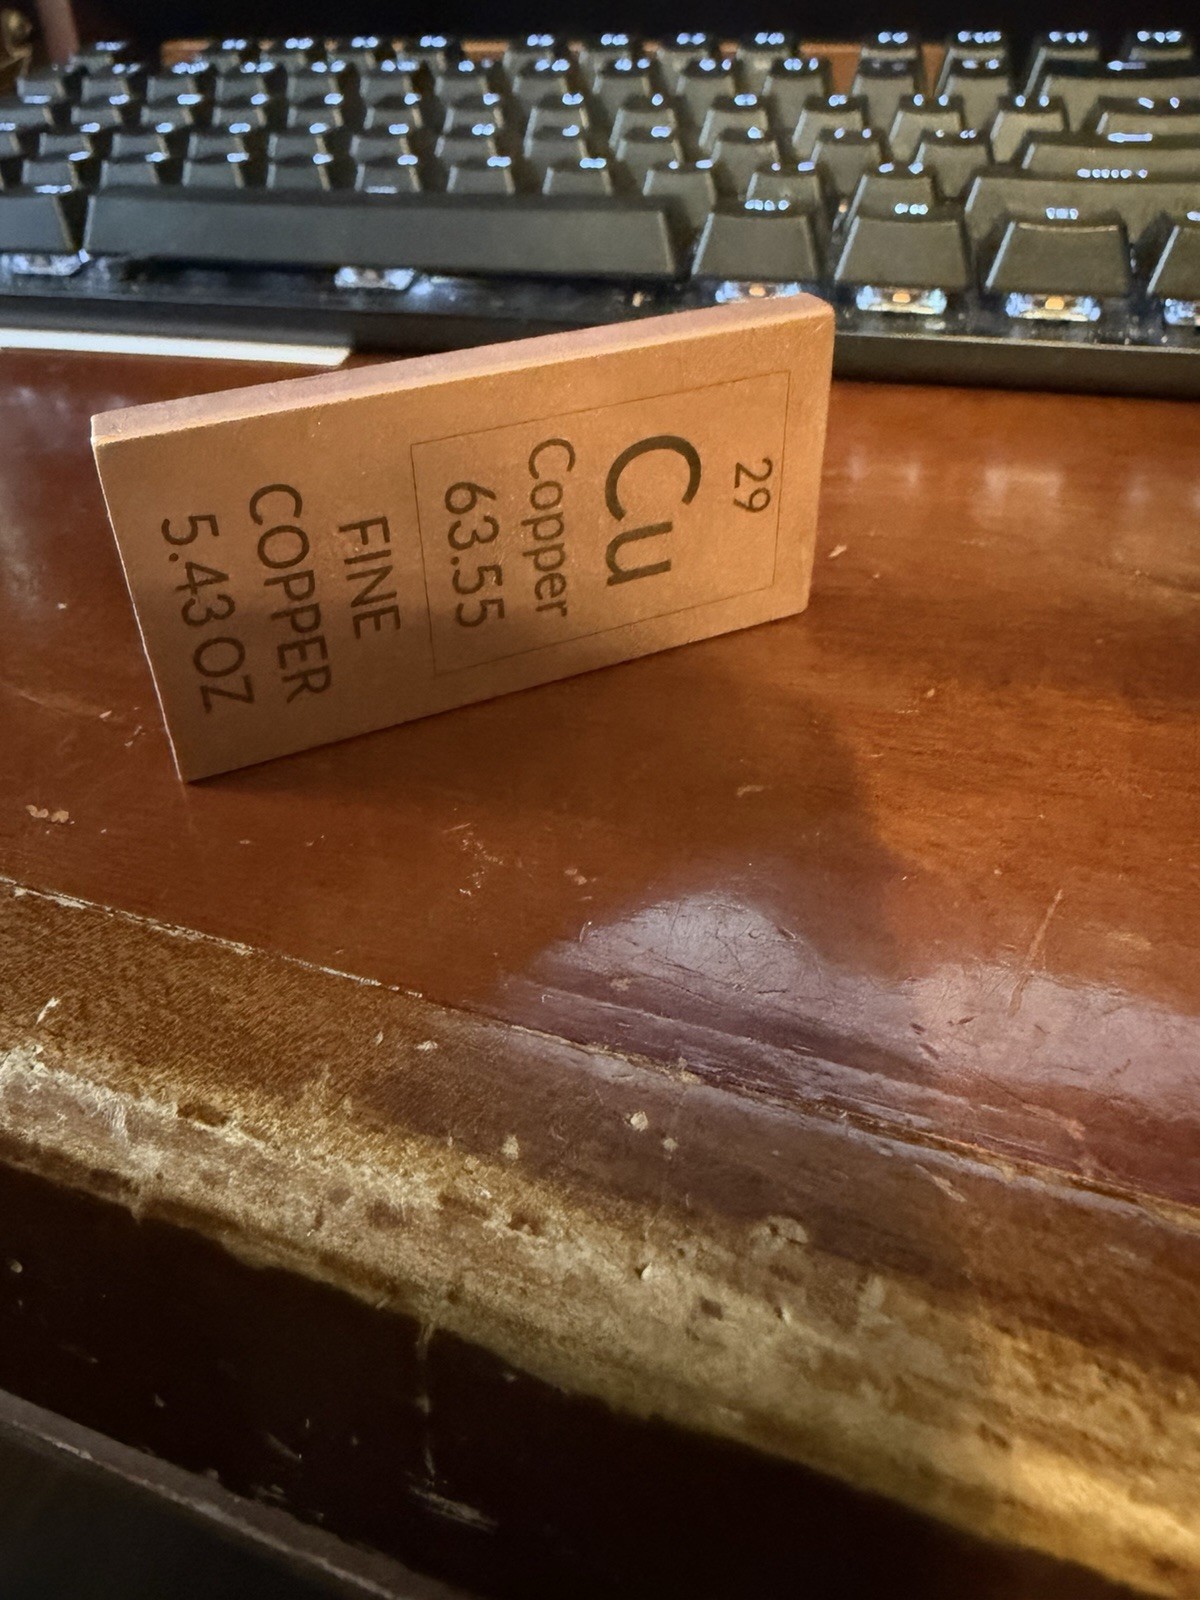 29
Cu
Copper
63.55
FINE
COPPER
5.43 OZ